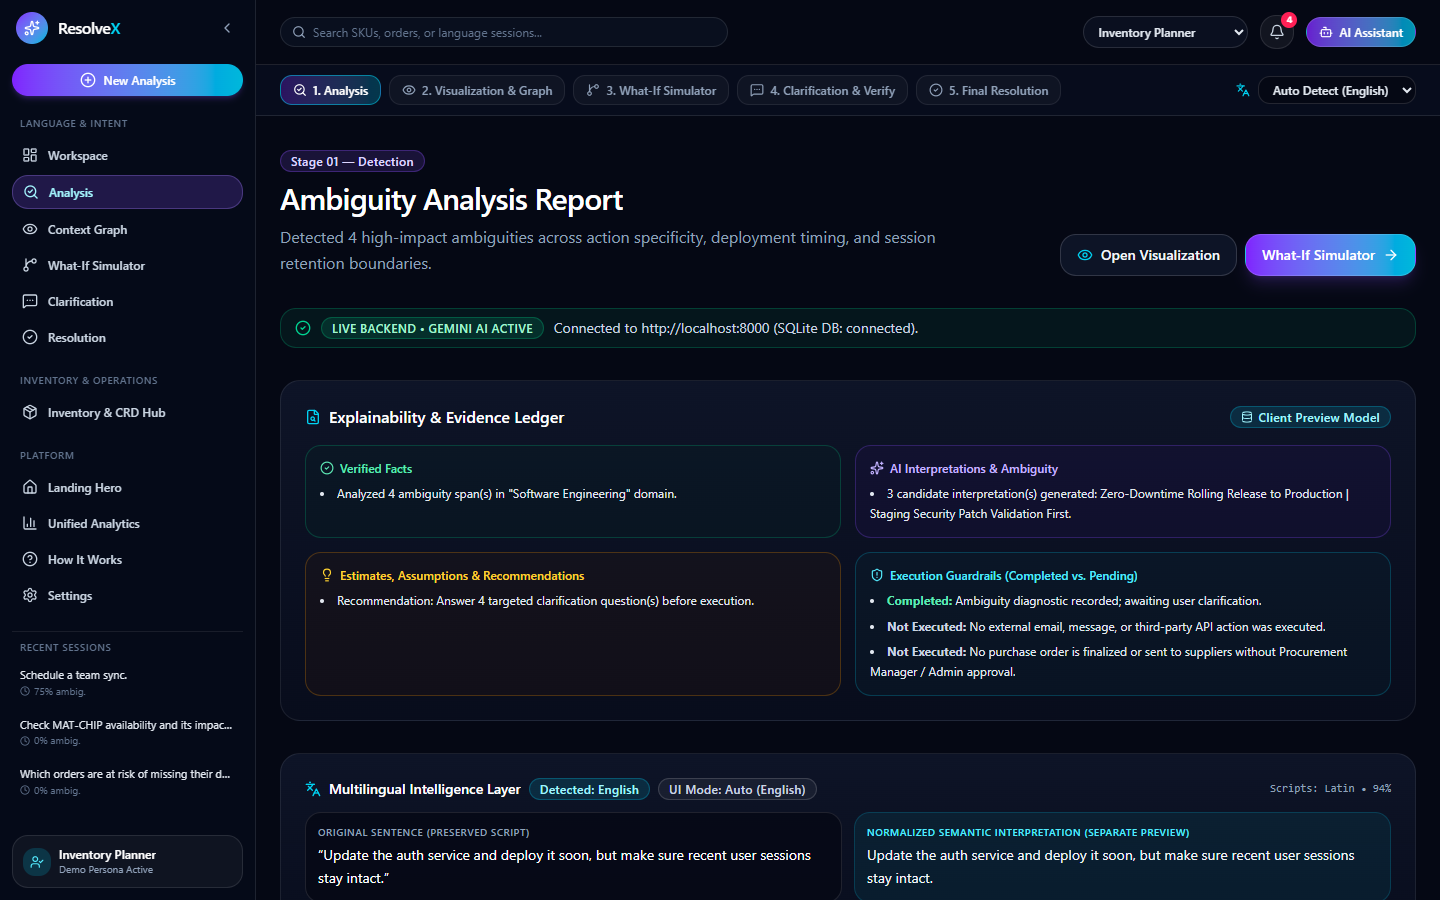 ResolveX
New Analysis
LANGUAGE & INTENT
Workspace
Analysis
Context Graph
What-If Simulator
Clarification
Resolution
INVENTORY & OPERATIONS
Inventory & CRD Hub
PLATFORM
Landing Hero
Unified Analytics
How It Works
Settings
RECENT SESSIONS
Schedule a team sync.
75% ambig.
Check MAT-CHIP availability and its impac...
0% ambig.
Which orders are at risk of missing their d...
0% ambig.
Inventory Planner
Demo Persona Active
Search SKUs, orders, or language sessions...
Inventory Planner
4
AI Assistant
1. Analysis
2. Visualization & Graph
3. What-If Simulator
4. Clarification & Verify
5. Final Resolution
Auto Detect (English)
Stage 01 — Detection
Ambiguity Analysis Report
Detected 4 high-impact ambiguities across action specificity, deployment timing, and session
retention boundaries.
Open Visualization
What-If Simulator →
LIVE BACKEND • GEMINI AI ACTIVE
Connected to http://localhost:8000 (SQLite DB: connected).
Explainability & Evidence Ledger
Client Preview Model
Verified Facts
• Analyzed 4 ambiguity span(s) in "Software Engineering" domain.
AI Interpretations & Ambiguity
• 3 candidate interpretation(s) generated: Zero-Downtime Rolling Release to Production |
Staging Security Patch Validation First.
Estimates, Assumptions & Recommendations
• Recommendation: Answer 4 targeted clarification question(s) before execution.
Execution Guardrails (Completed vs. Pending)
• Completed: Ambiguity diagnostic recorded; awaiting user clarification.
• Not Executed: No external email, message, or third-party API action was executed.
• Not Executed: No purchase order is finalized or sent to suppliers without Procurement
Manager / Admin approval.
Multilingual Intelligence Layer
Detected: English
UI Mode: Auto (English)
Scripts: Latin • 94%
ORIGINAL SENTENCE (PRESERVED SCRIPT)
"Update the auth service and deploy it soon, but make sure recent user sessions
stay intact."
NORMALIZED SEMANTIC INTERPRETATION (SEPARATE PREVIEW)
Update the auth service and deploy it soon, but make sure recent user sessions
stay intact.